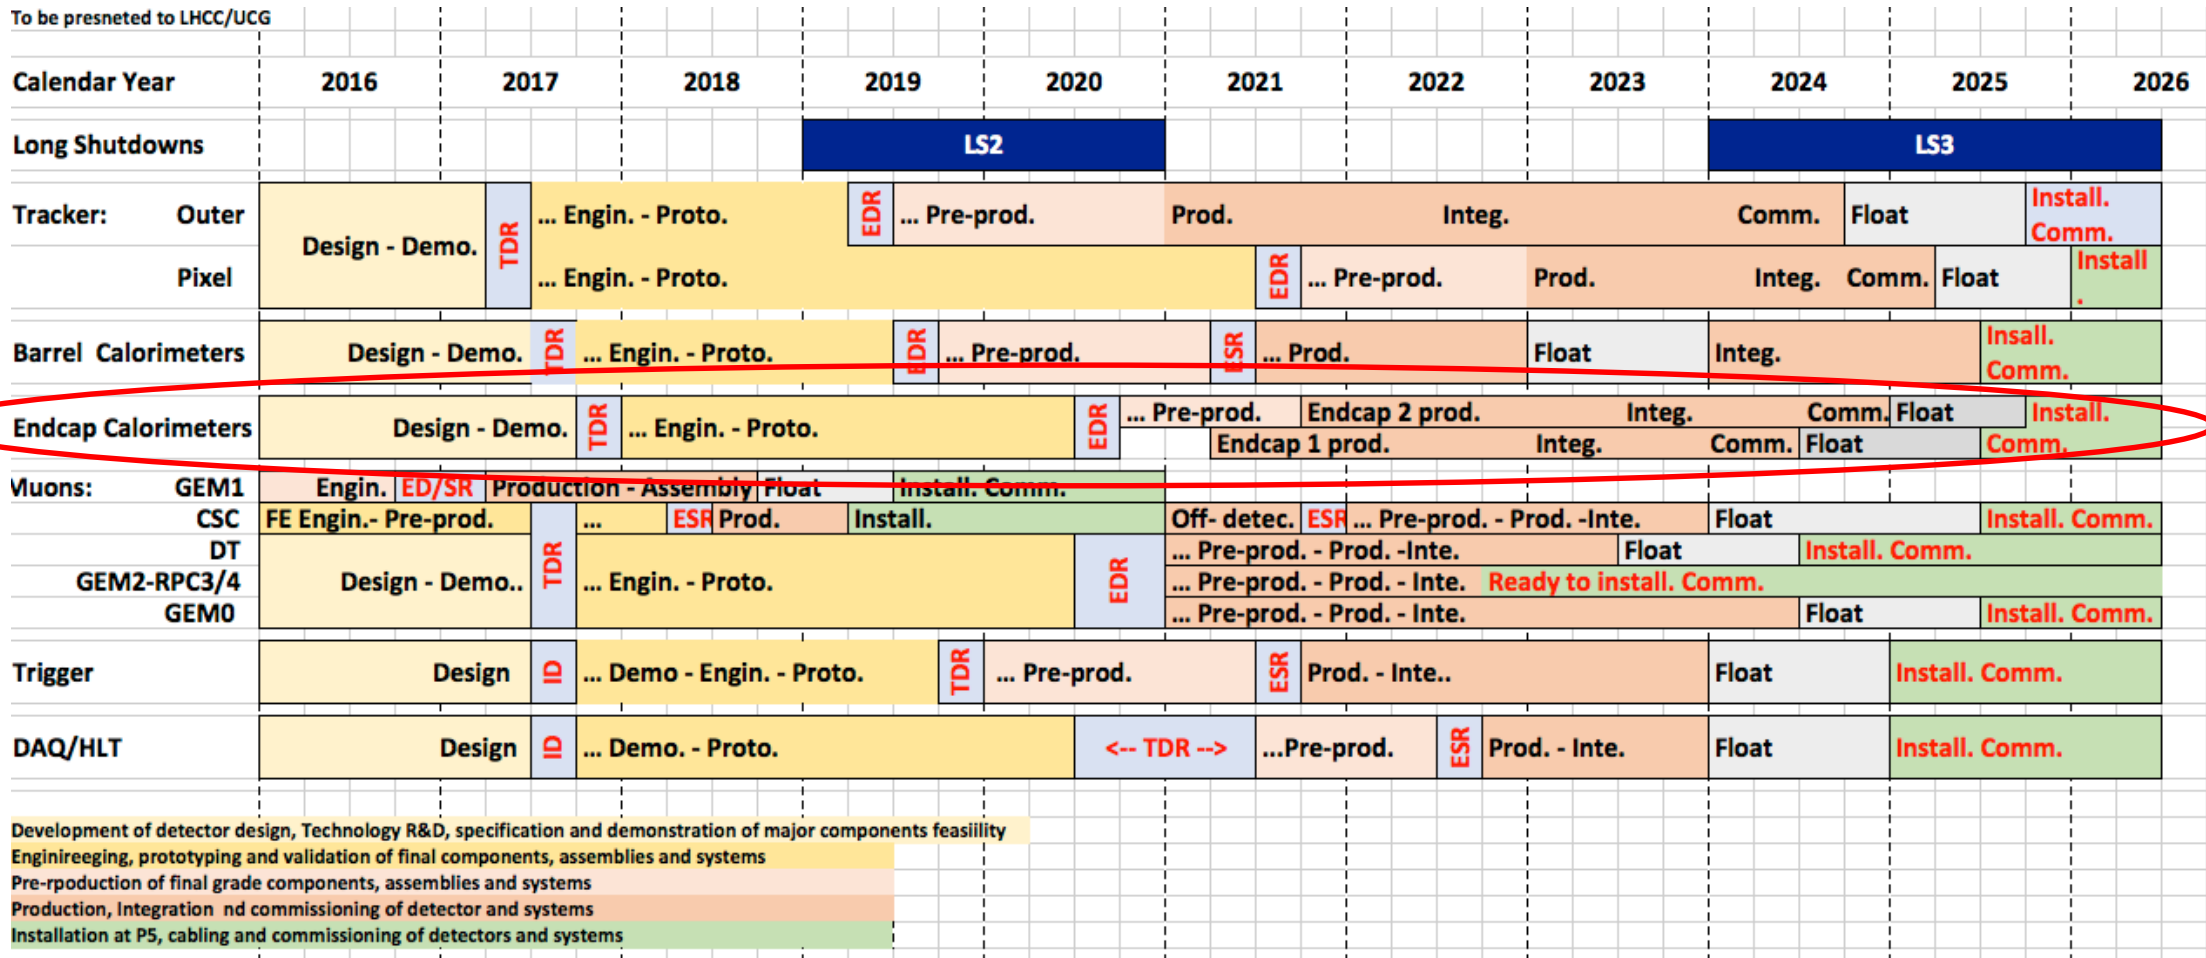 To be presneted to LHCC/UCG
Calendar Year 2016 2017 2018 2019 2020 2021 2022 2023 2024 2025 2026
Long Shutdowns LS2 LS3
Tracker: Outer Design - Demo. TDR ... Engin. - Proto. EDR ... Pre-prod. Prod. Integ. Comm. Float Install. Comm.
Pixel ... Engin. - Proto. EDR ... Pre-prod. Prod. Integ. Comm. Float Install .
Barrel Calorimeters Design - Demo. TDR ... Engin. - Proto. EDR ... Pre-prod. ESR ... Prod. Float Integ. Insall. Comm.
Endcap Calorimeters Design - Demo. TDR ... Engin. - Proto. EDR ... Pre-prod. Endcap 2 prod. Integ. Comm. Float Install.
Endcap 1 prod. Integ. Comm. Float Comm.
Muons: GEM1 Engin. ED/SR Production - Assembly Float Install. Comm.
CSC FE Engin.- Pre-prod. ... ESR Prod. Install. Off- detec. ESR ... Pre-prod. - Prod. -Inte. Float Install. Comm.
DT ... Pre-prod. - Prod. -Inte. Float Install. Comm.
GEM2-RPC3/4 Design - Demo.. TDR ... Engin. - Proto. EDR ... Pre-prod. - Prod. - Inte. Ready to install. Comm.
GEM0 ... Pre-prod. - Prod. - Inte. Float Install. Comm.
Trigger Design ID ... Demo - Engin. - Proto. TDR ... Pre-prod. ESR Prod. - Inte.. Float Install. Comm.
DAQ/HLT Design ID ... Demo. - Proto. <-- TDR --> ...Pre-prod. ESR Prod. - Inte. Float Install. Comm.
Development of detector design, Technology R&D, specification and demonstration of major components feasiility
Enginireeging, prototyping and validation of final components, assemblies and systems
Pre-rpoduction of final grade components, assemblies and systems
Production, Integration nd commissioning of detector and systems
Installation at P5, cabling and commissioning of detectors and systems